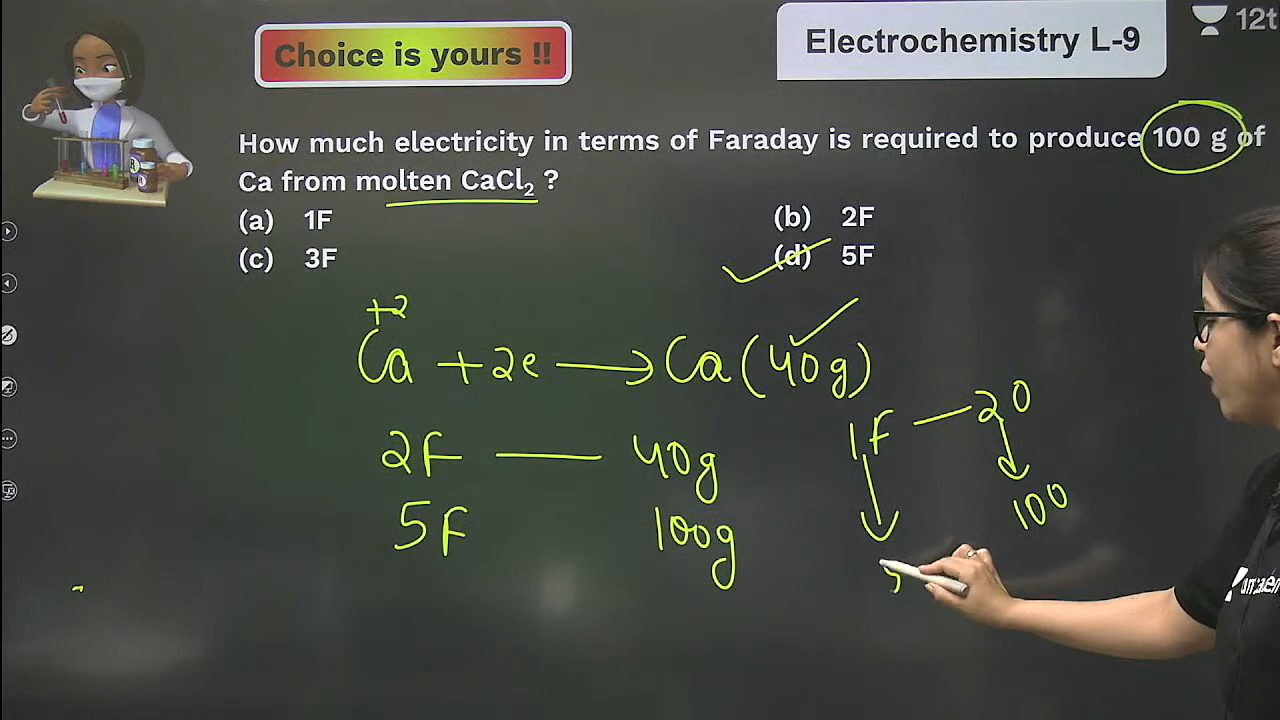 Choice is yours !!
Electrochemistry L-9
12t
How much electricity in terms of Faraday is required to produce 100 g of
Ca from molten CaCl₂ ?
(a) 1F
(b) 2F
(c) 3F
(d) 5F
Ca⁺² + 2e ⟶ Ca (40g)
2F — 40g
5F 100g
1F — 20
100